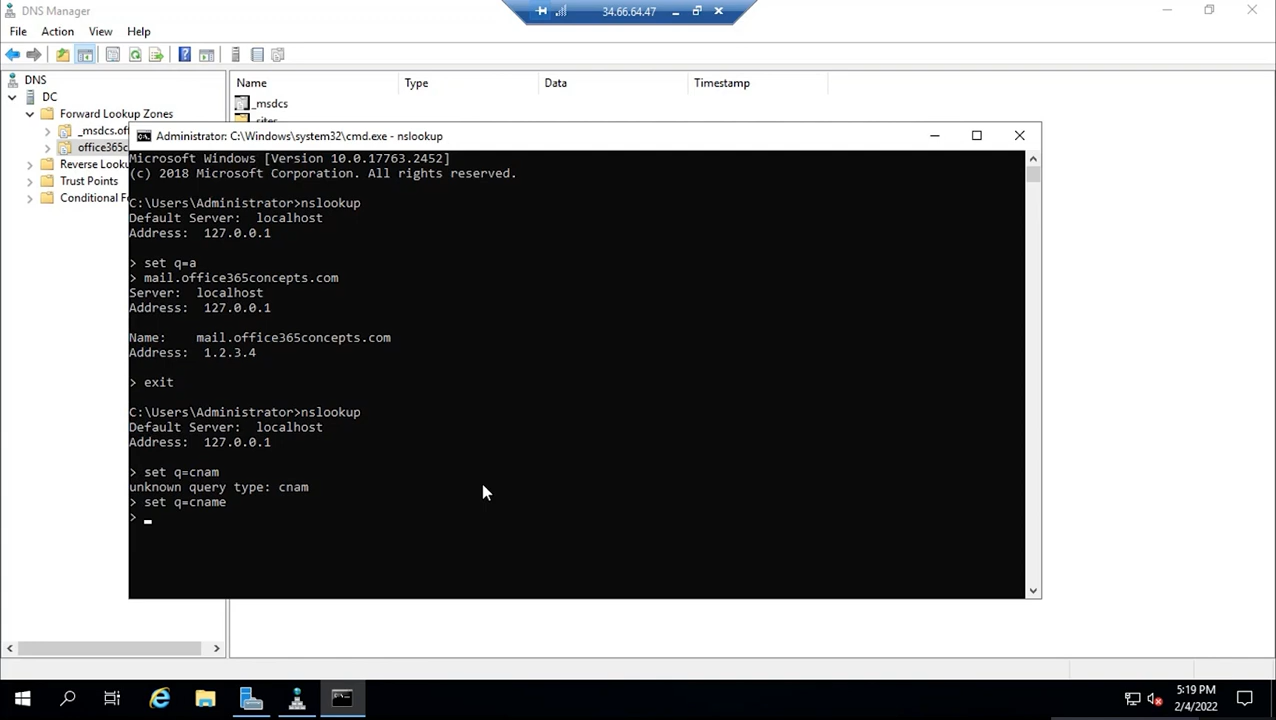 DNS Manager
34.66.64.47
File Action View Help
DNS
DC
Forward Lookup Zones
_msdcs.of
office365c
Reverse Looku
Trust Points
Conditional F
Name Type Data Timestamp
_msdcs
_sites
Administrator: C:\Windows\system32\cmd.exe - nslookup
Microsoft Windows [Version 10.0.17763.2452]
(c) 2018 Microsoft Corporation. All rights reserved.
C:\Users\Administrator>nslookup
Default Server:  localhost
Address:  127.0.0.1
> set q=a
> mail.office365concepts.com
Server:  localhost
Address:  127.0.0.1
Name:    mail.office365concepts.com
Address:  1.2.3.4
> exit
C:\Users\Administrator>nslookup
Default Server:  localhost
Address:  127.0.0.1
> set q=cnam
unknown query type: cnam
> set q=cname
>
5:19 PM
2/4/2022